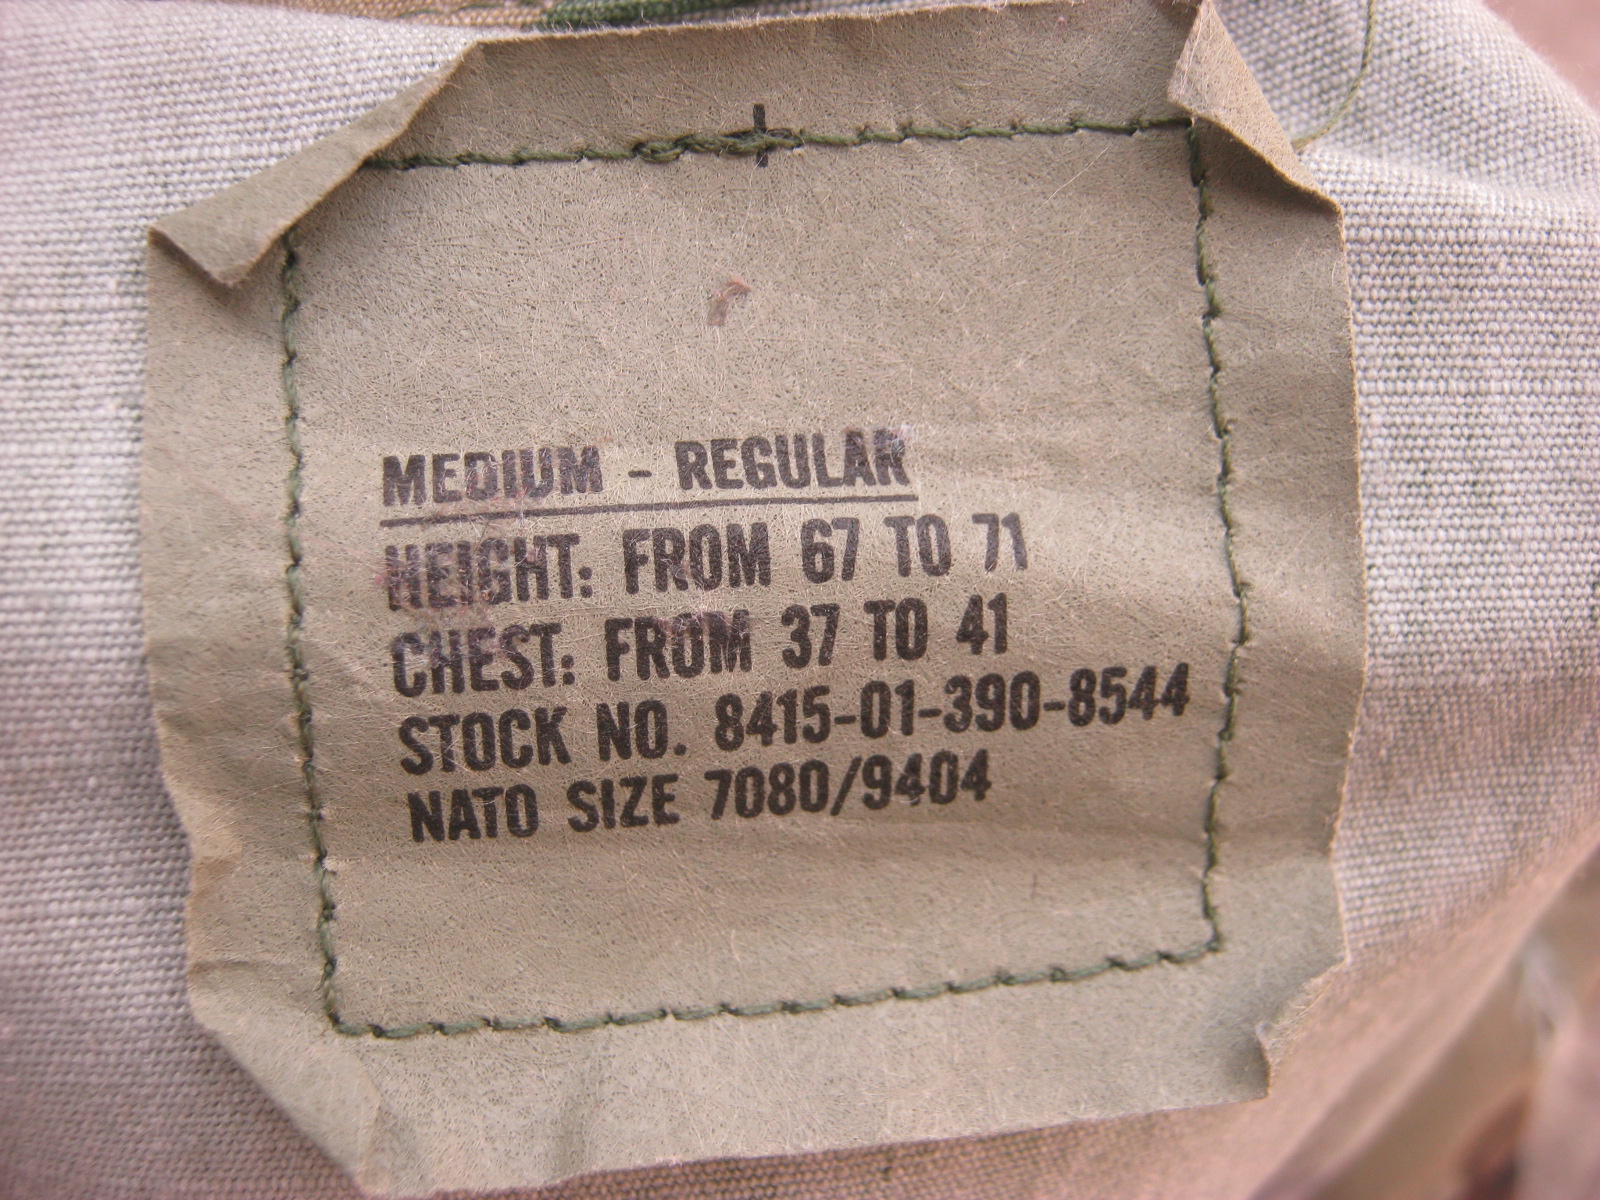 MEDIUM - REGULAR
HEIGHT: FROM 67 TO 71
CHEST: FROM 37 TO 41
STOCK NO. 8415-01-390-8544
NATO SIZE 7080/9404